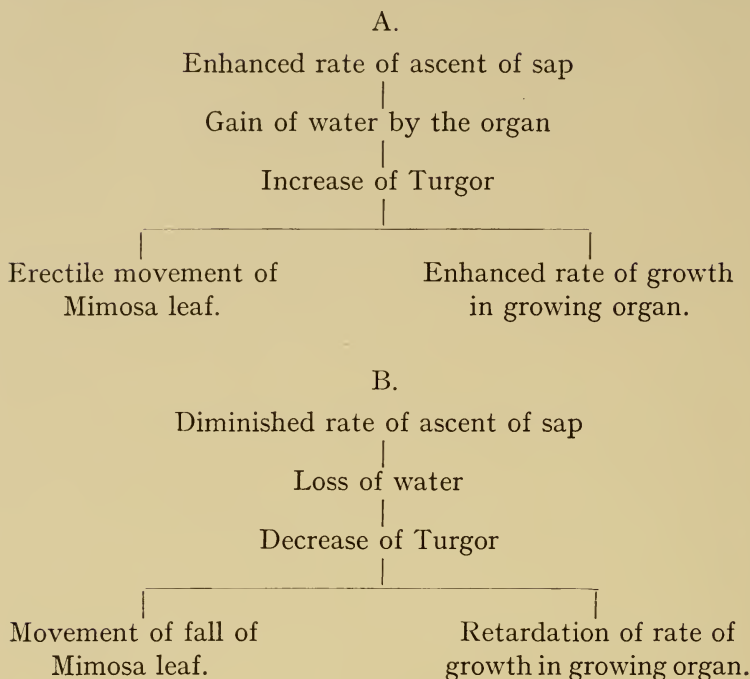 A.
Enhanced rate of ascent of sap
Gain of water by the organ
Increase of Turgor
Erectile movement of
Mimosa leaf.
Enhanced rate of growth
in growing organ.
B.
Diminished rate of ascent of sap
Loss of water
Decrease of Turgor
Movement of fall of
Mimosa leaf.
Retardation of rate of
growth in growing organ.